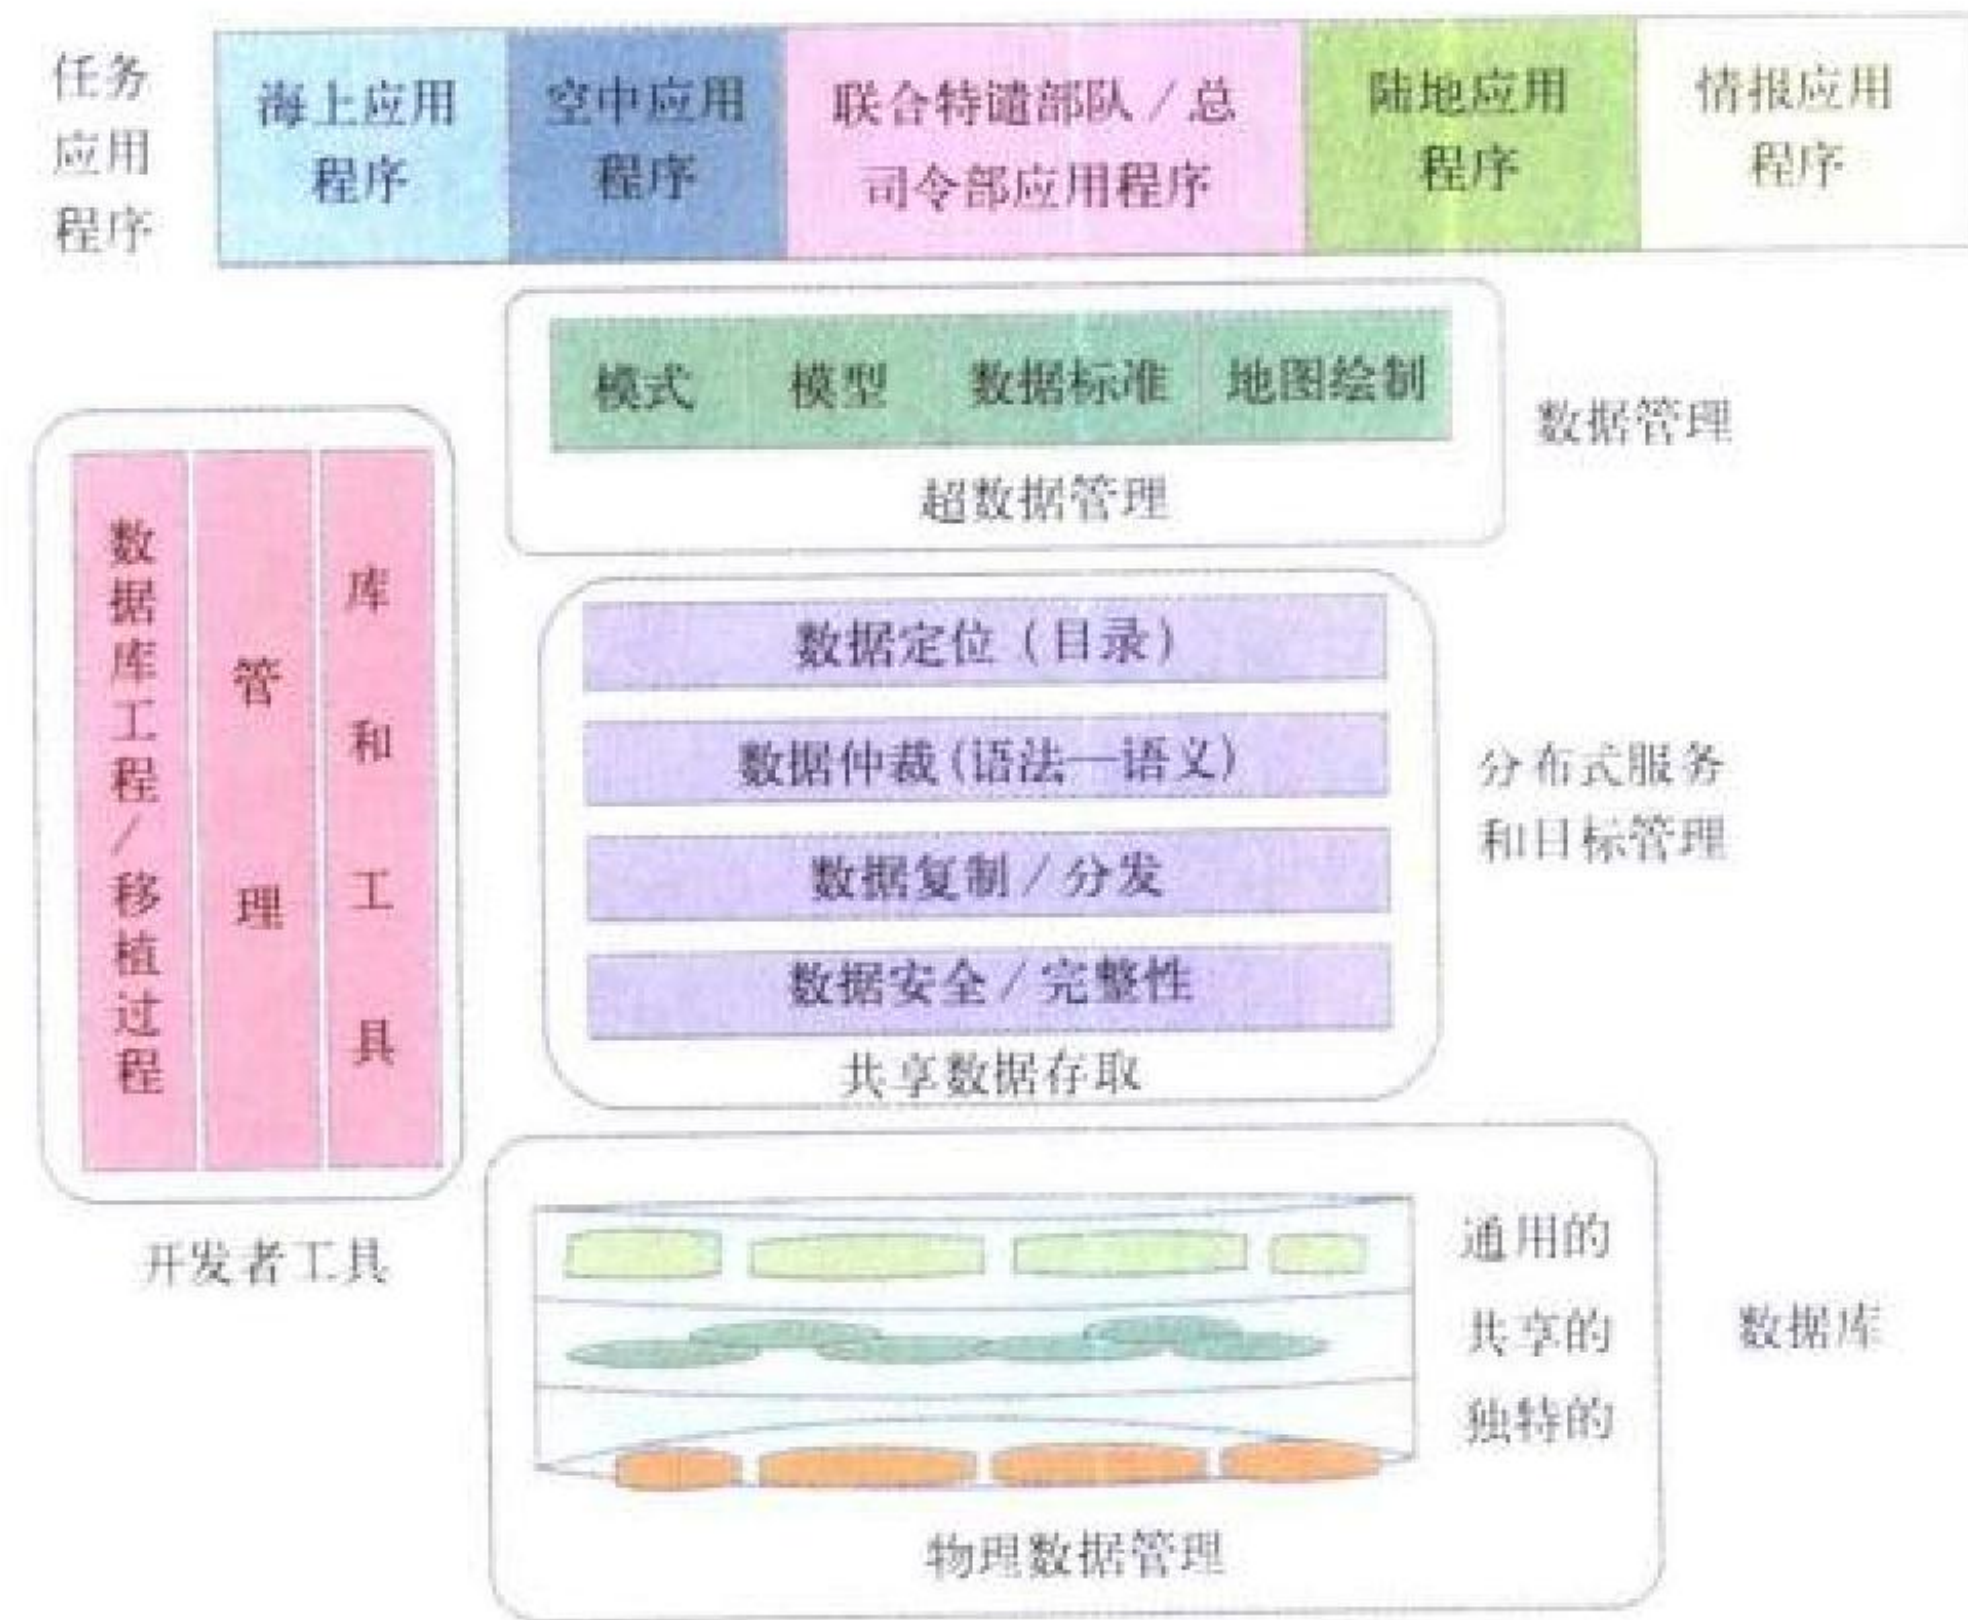 任务
应用
程序
海上应用
程序
空中应用
程序
联合特谴部队/总
司令部应用程序
陆地应用
程序
情报应用
程序
模式
模型
数据标准
地图绘制
超数据管理
数据管理
数据库工程/移植过程
管理
库和工具
开发者工具
数据定位（目录）
数据仲裁(语法—语义)
数据复制/分发
数据安全/完整性
共享数据存取
分布式服务
和目标管理
通用的
共享的
独特的
数据库
物理数据管理